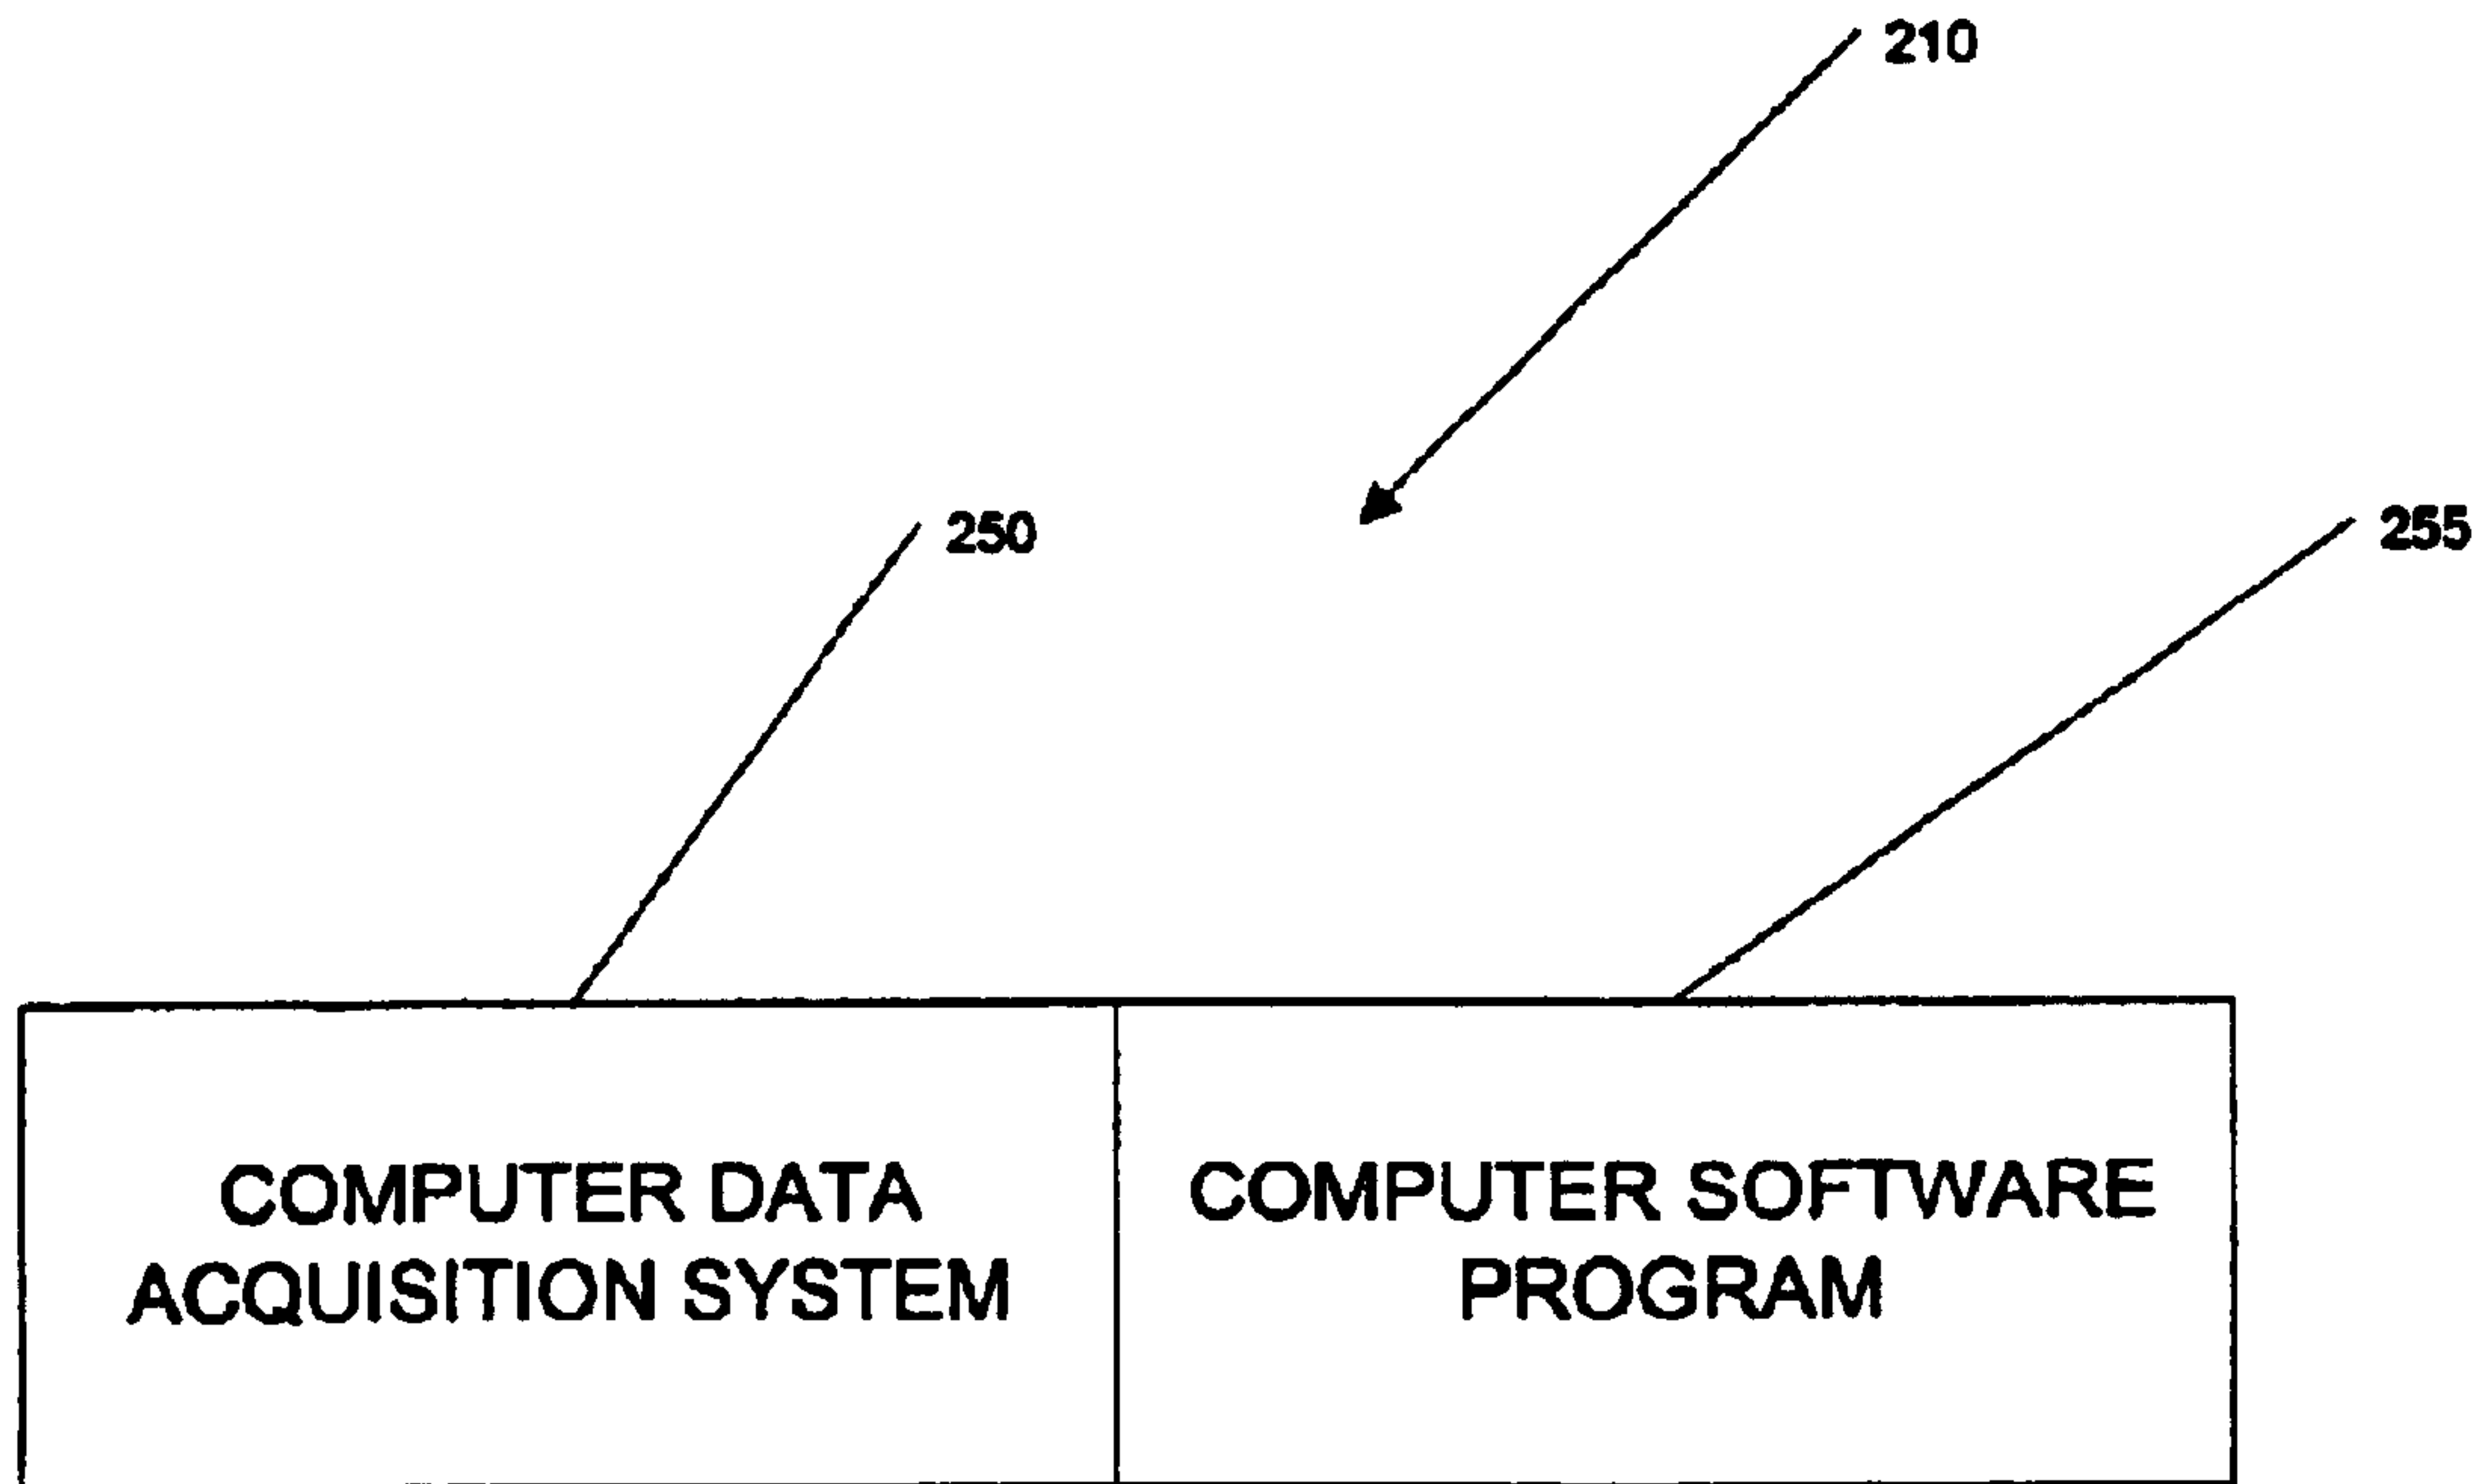 210
250
255
COMPUTER DATA
ACQUISITION SYSTEM
COMPUTER SOFTWARE
PROGRAM